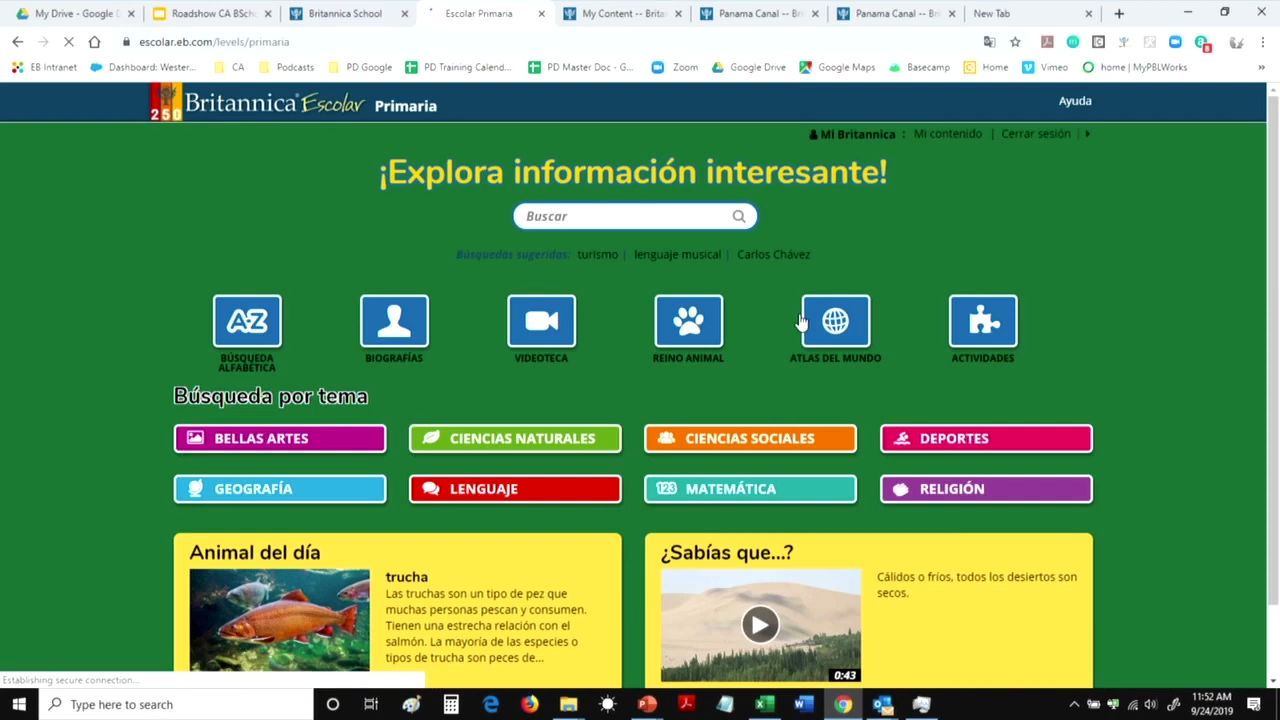 My Drive - Google D
Roadshow CA BSch
Britannica School
Escolar Primaria
My Content -- Brita
Panama Canal -- Bri
Panama Canal -- Bri
New Tab
escolar.eb.com/levels/primaria
EB Intranet
Dashboard: Wester...
CA
Podcasts
PD Google
PD Training Calend...
PD Master Doc - G...
Zoom
Google Drive
Google Maps
Basecamp
Home
Vimeo
home | MyPBLWorks
250 Britannica Escolar Primaria
Ayuda
Mi Britannica : Mi contenido | Cerrar sesión |
¡Explora información interesante!
Buscar
Búsquedas sugeridas: turismo | lenguaje musical | Carlos Chávez
A-Z
BÚSQUEDA
ALFABÉTICA
BIOGRAFÍAS
VIDEOTECA
REINO ANIMAL
ATLAS DEL MUNDO
ACTIVIDADES
Búsqueda por tema
BELLAS ARTES
CIENCIAS NATURALES
CIENCIAS SOCIALES
DEPORTES
GEOGRAFÍA
LENGUAJE
123 MATEMÁTICA
RELIGIÓN
Animal del día
trucha
Las truchas son un tipo de pez que
muchas personas pescan y consumen.
Tienen una estrecha relación con el
salmón. La mayoría de las especies o
tipos de trucha son peces de...
¿Sabías que...?
Cálidos o fríos, todos los desiertos son
secos.
0:43
Establishing secure connection...
Type here to search
11:52 AM
9/24/2019